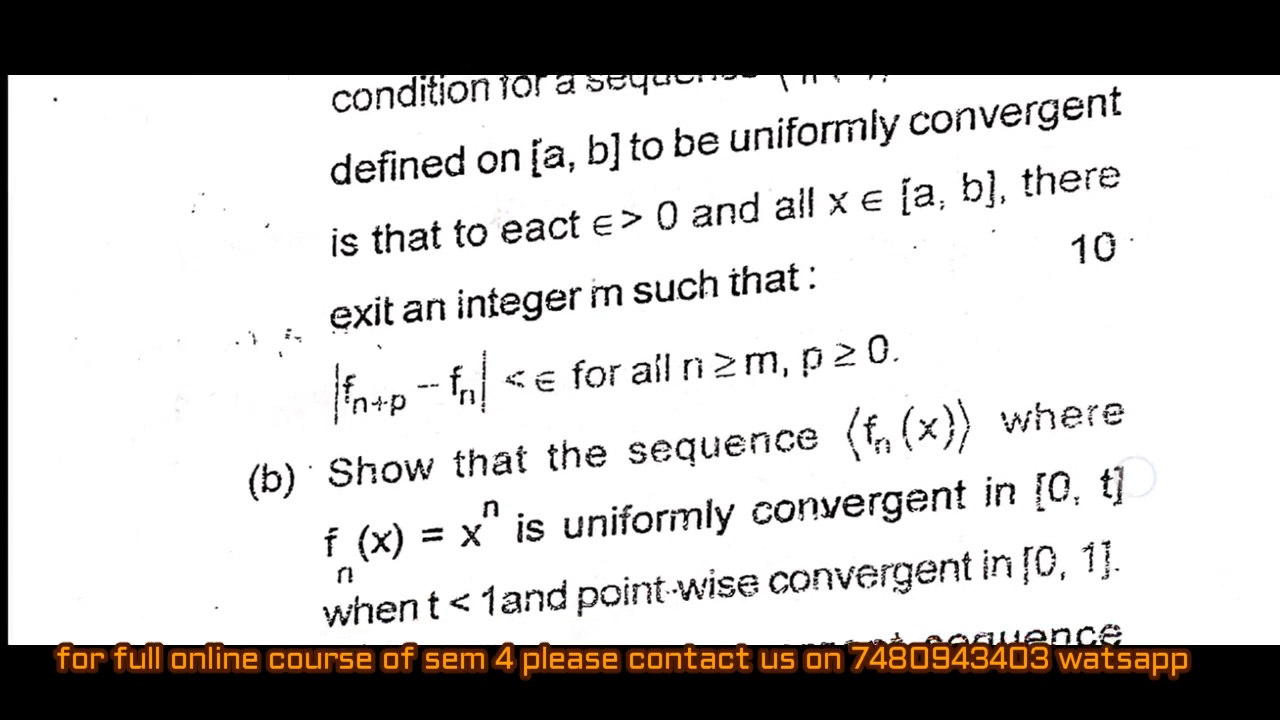 condition for a sequence
defined on [a, b] to be uniformly convergent
is that to eact ∈ > 0 and all x ∈ [a, b], there
exit an integer m such that : 10
|fₙ₊ₚ − fₙ| < ∈ for all n ≥ m, p ≥ 0.
(b) Show that the sequence ⟨fₙ(x)⟩ where
fₙ(x) = xⁿ is uniformly convergent in [0, t]
when t < 1and point-wise convergent in [0, 1].
sequence
for full online course of sem 4 please contact us on 7480943403 watsapp